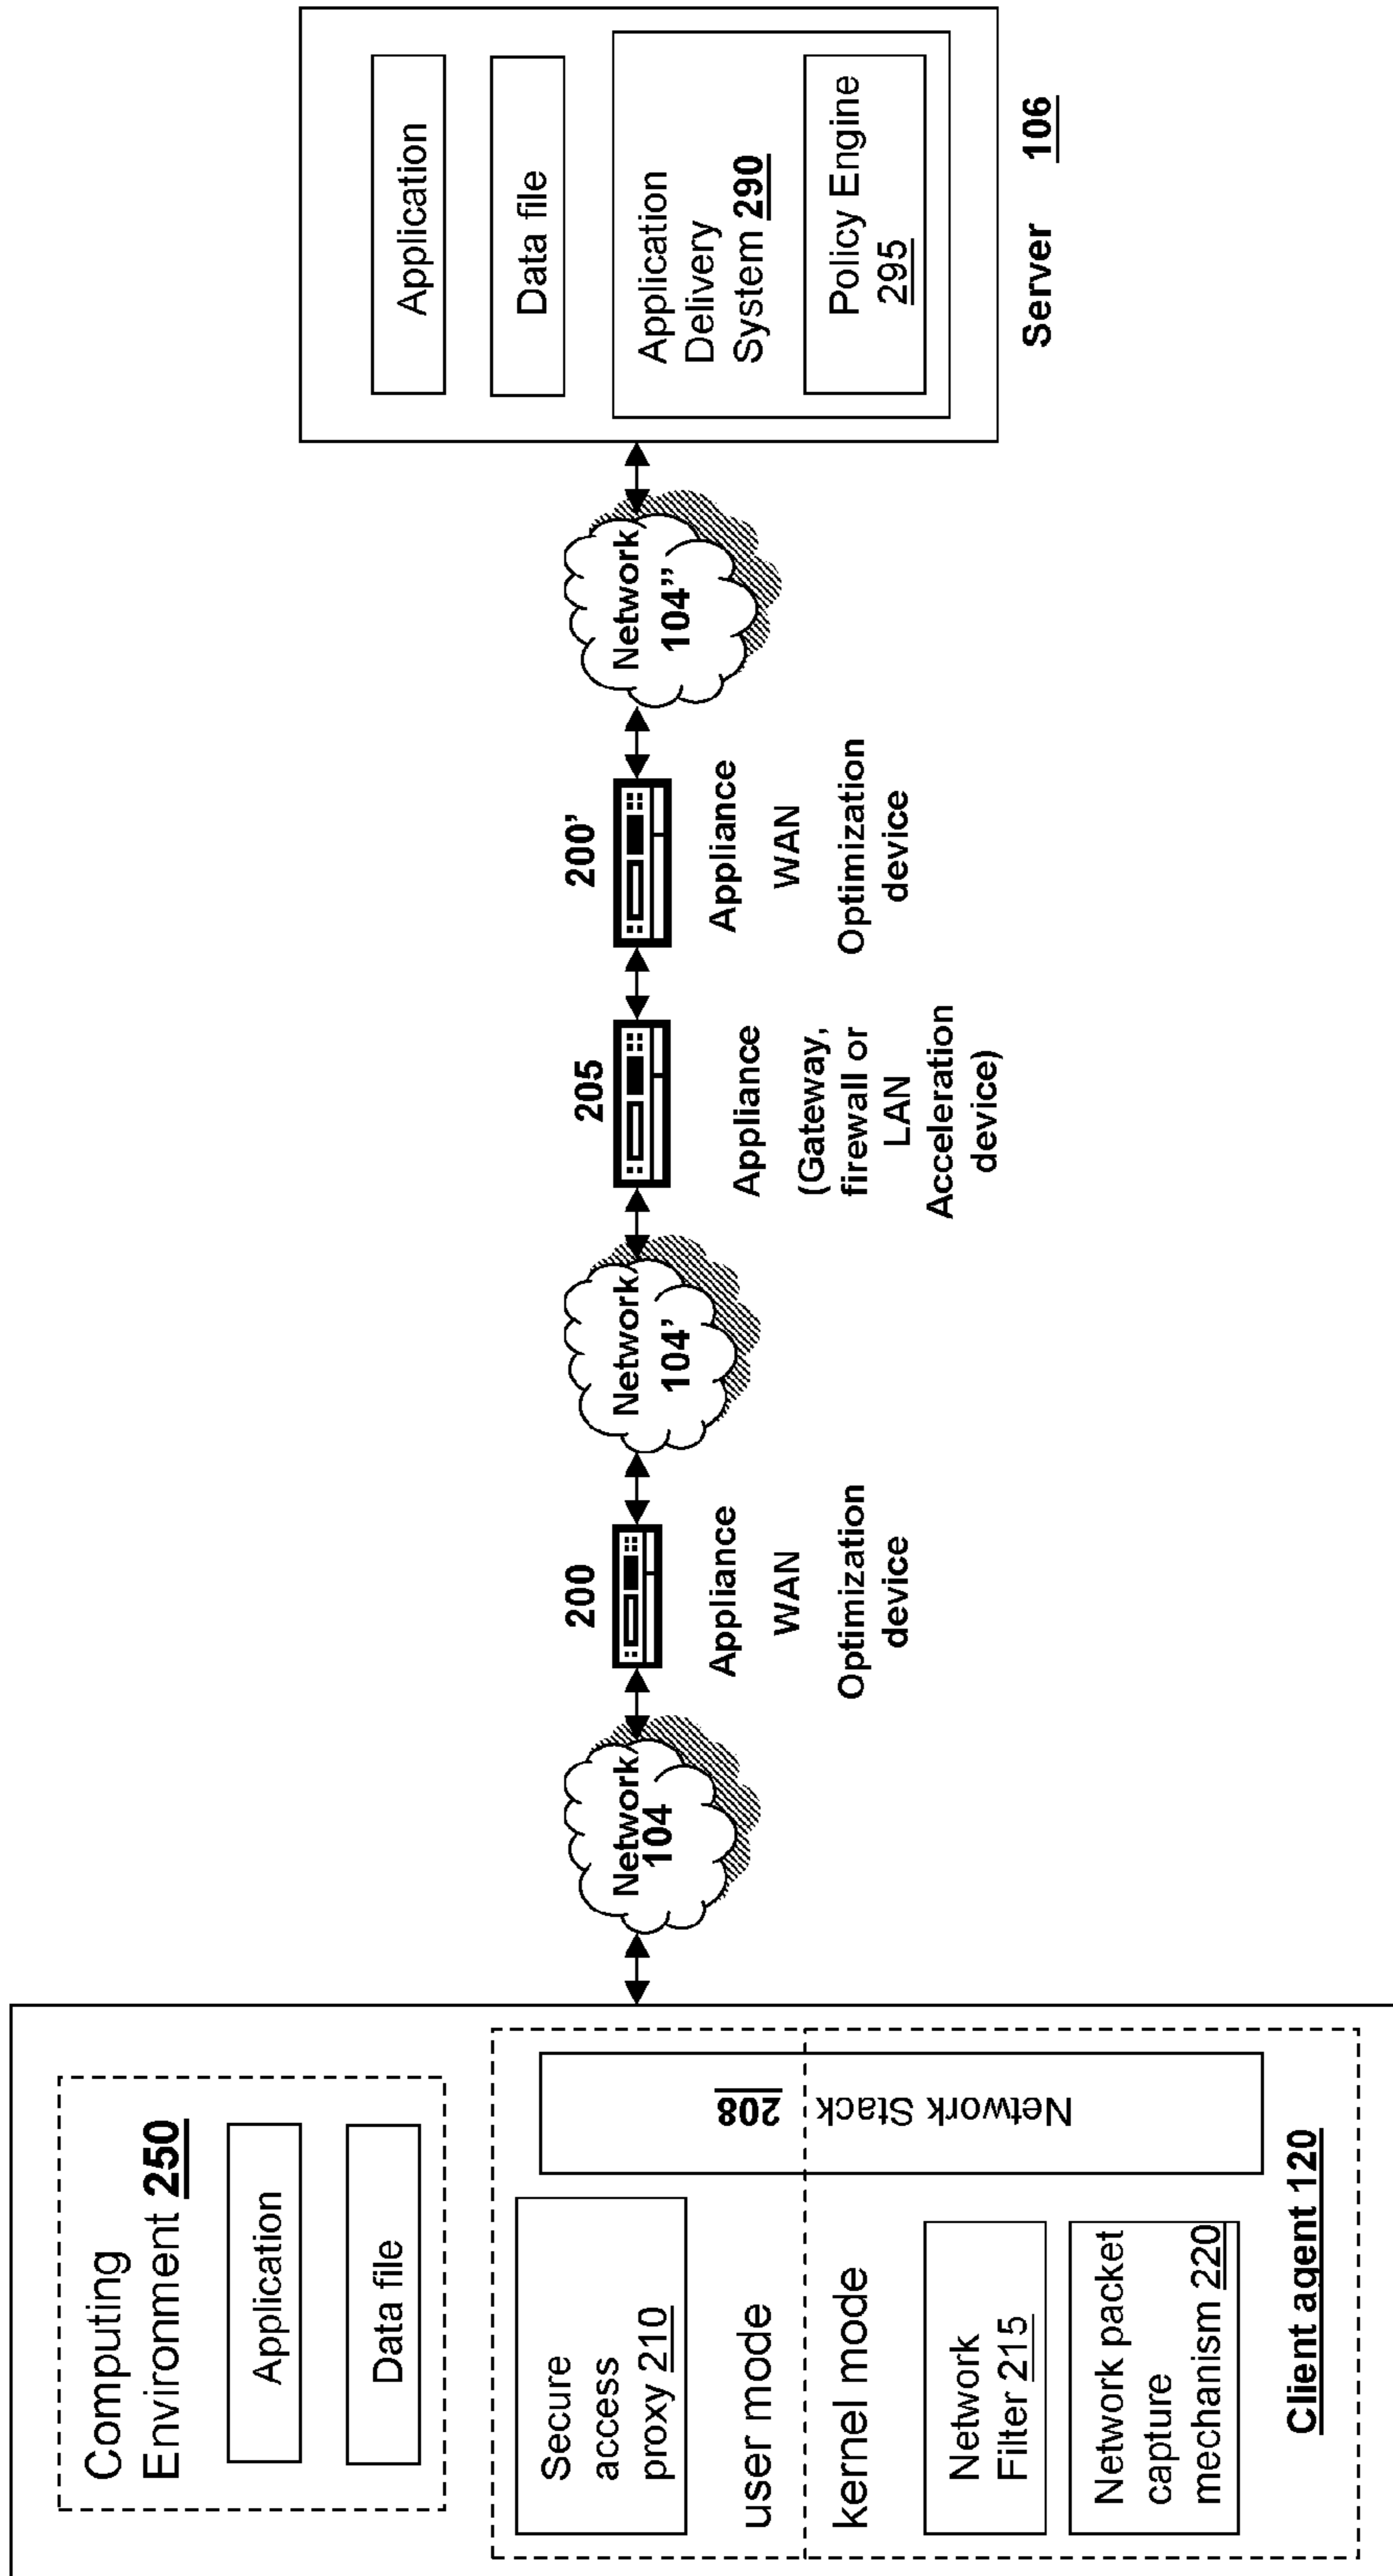 Computing
Environment 250
Application
Data file
Secure
access
proxy 210
user mode
kernel mode
Network
Filter 215
Network packet
capture
mechanism 220
Network Stack 208
Client agent 120
Network
104
200
Appliance
WAN
Optimization
device
Network
104'
205
Appliance
(Gateway,
firewall or
LAN
Acceleration
device)
200'
Appliance
WAN
Optimization
device
Network
104''
Application
Data file
Application
Delivery
System 290
Policy Engine
295
Server 106